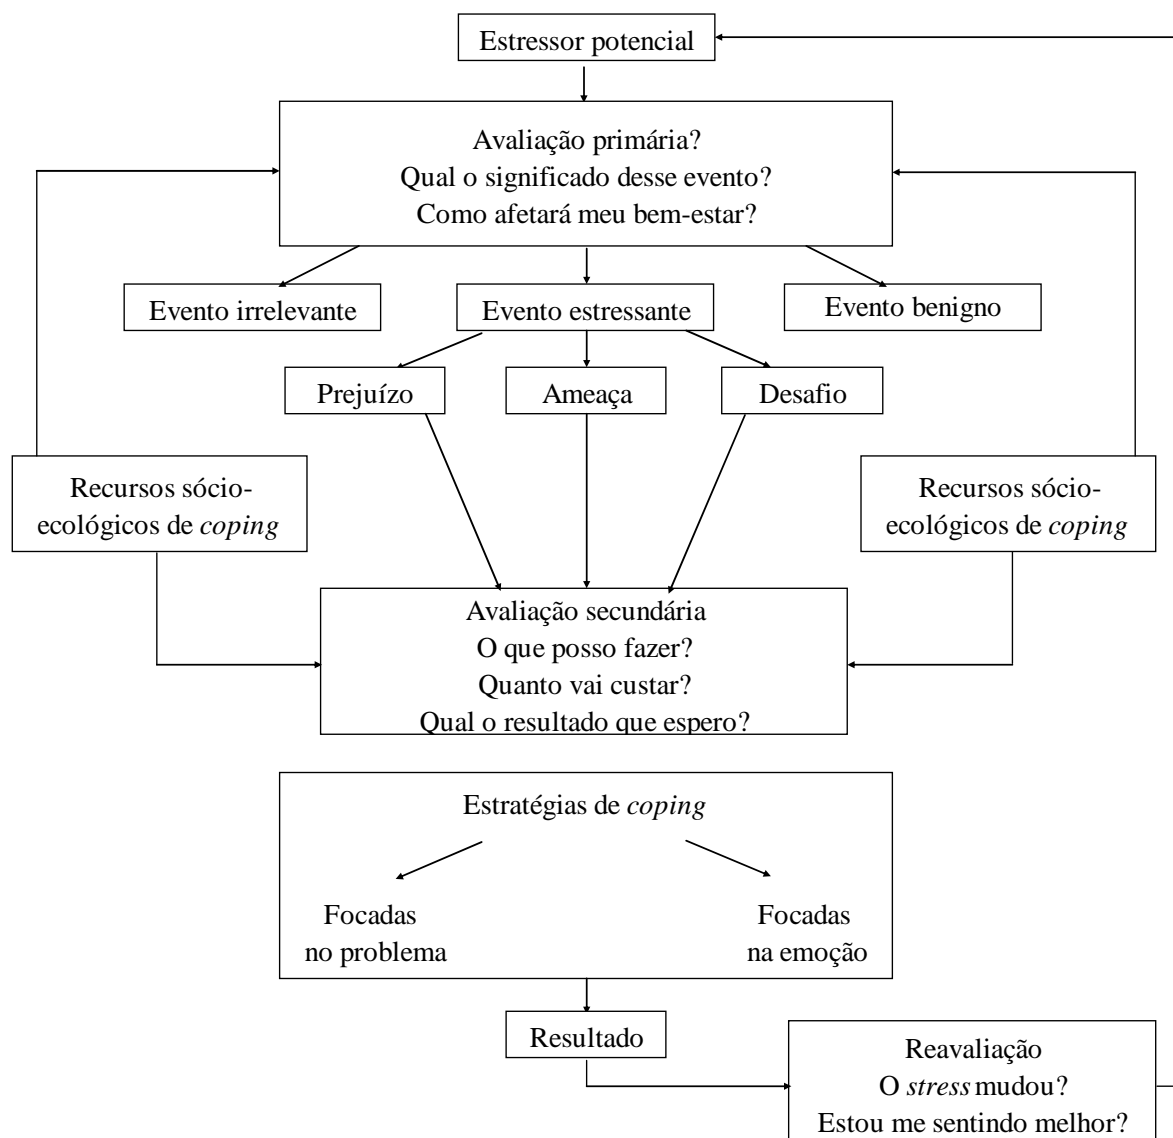 Estressor potencial
Avaliação primária?
Qual o significado desse evento?
Como afetará meu bem-estar?
Evento irrelevante
Evento estressante
Evento benigno
Prejuízo
Ameaça
Desafio
Recursos sócio-
ecológicos de coping
Recursos sócio-
ecológicos de coping
Avaliação secundária
O que posso fazer?
Quanto vai custar?
Qual o resultado que espero?
Estratégias de coping
Focadas
no problema
Focadas
na emoção
Resultado
Reavaliação
O stress mudou?
Estou me sentindo melhor?